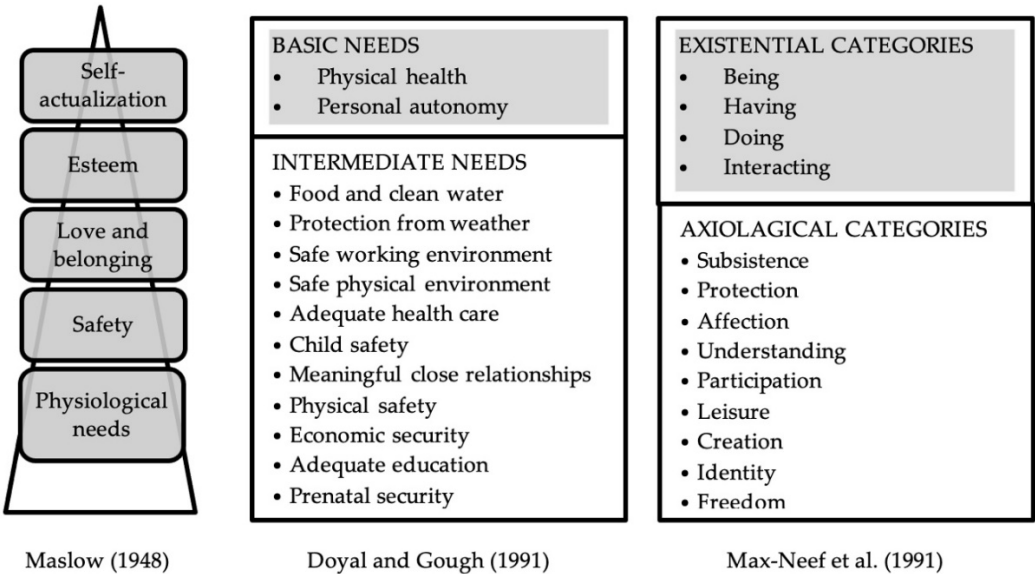 Self-
actualization
Esteem
Love and
belonging
Safety
Physiological
needs
Maslow (1948)
BASIC NEEDS
• Physical health
• Personal autonomy
INTERMEDIATE NEEDS
• Food and clean water
• Protection from weather
• Safe working environment
• Safe physical environment
• Adequate health care
• Child safety
• Meaningful close relationships
• Physical safety
• Economic security
• Adequate education
• Prenatal security
Doyal and Gough (1991)
EXISTENTIAL CATEGORIES
• Being
• Having
• Doing
• Interacting
AXIOLAGICAL CATEGORIES
• Subsistence
• Protection
• Affection
• Understanding
• Participation
• Leisure
• Creation
• Identity
• Freedom
Max-Neef et al. (1991)